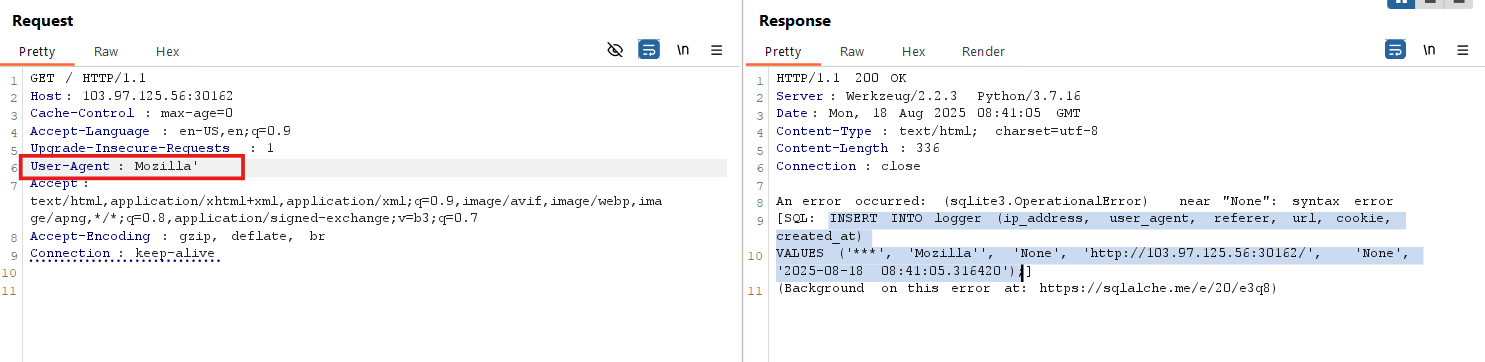 Request
Pretty Raw Hex
\n
1 GET / HTTP/1.1
2 Host: 103.97.125.56:30162
3 Cache-Control: max-age=0
4 Accept-Language: en-US,en;q=0.9
5 Upgrade-Insecure-Requests: 1
6 User-Agent: Mozilla'
7 Accept:
text/html,application/xhtml+xml,application/xml;q=0.9,image/avif,image/webp,ima
ge/apng,*/*;q=0.8,application/signed-exchange;v=b3;q=0.7
8 Accept-Encoding: gzip, deflate, br
9 Connection: keep-alive
10
11
Response
Pretty Raw Hex Render
\n
1 HTTP/1.1 200 OK
2 Server: Werkzeug/2.2.3 Python/3.7.16
3 Date: Mon, 18 Aug 2025 08:41:05 GMT
4 Content-Type: text/html; charset=utf-8
5 Content-Length: 336
6 Connection: close
7
8 An error occurred: (sqlite3.OperationalError) near "None": syntax error
9 [SQL: INSERT INTO logger (ip_address, user_agent, referer, url, cookie,
created_at)
10 VALUES ('***', 'Mozilla'', 'None', 'http://103.97.125.56:30162/', 'None',
'2025-08-18 08:41:05.316420');]
11 (Background on this error at: https://sqlalche.me/e/20/e3q8)